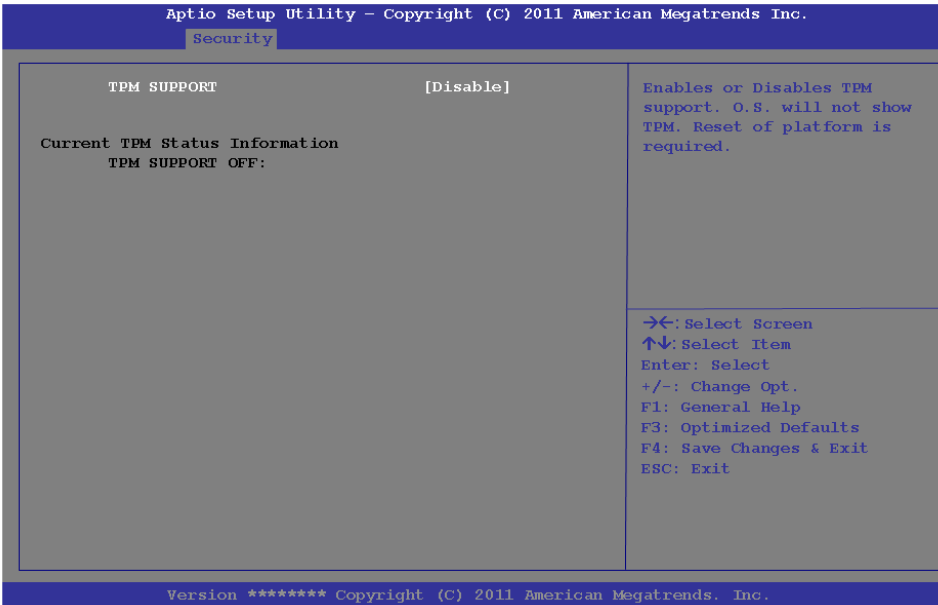 Aptio Setup Utility – Copyright (C) 2011 American Megatrends Inc.
Security
TPM SUPPORT [Disable]
Current TPM Status Information
TPM SUPPORT OFF:
Enables or Disables TPM
support. O.S. will not show
TPM. Reset of platform is
required.
→←: Select Screen
↑↓: Select Item
Enter: Select
+/-: Change Opt.
F1: General Help
F3: Optimized Defaults
F4: Save Changes & Exit
ESC: Exit
Version ******** Copyright (C) 2011 American Megatrends. Inc.